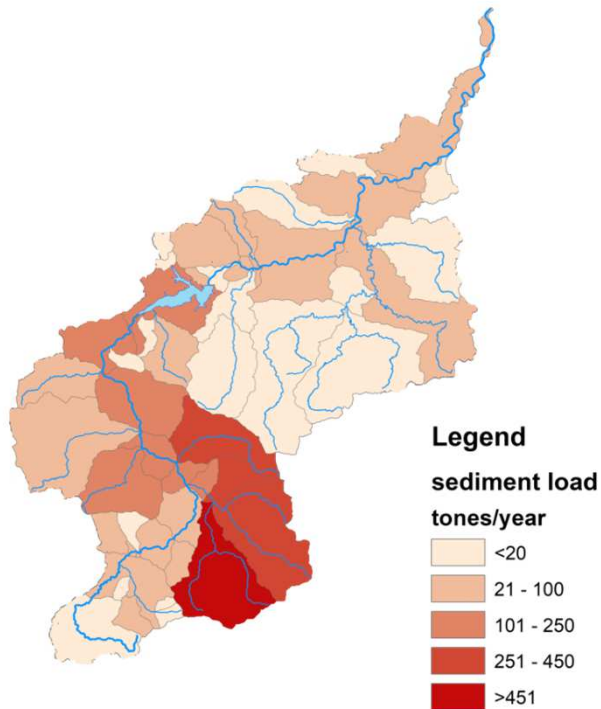 Legend
sediment load
tones/year
<20
21 - 100
101 - 250
251 - 450
>451